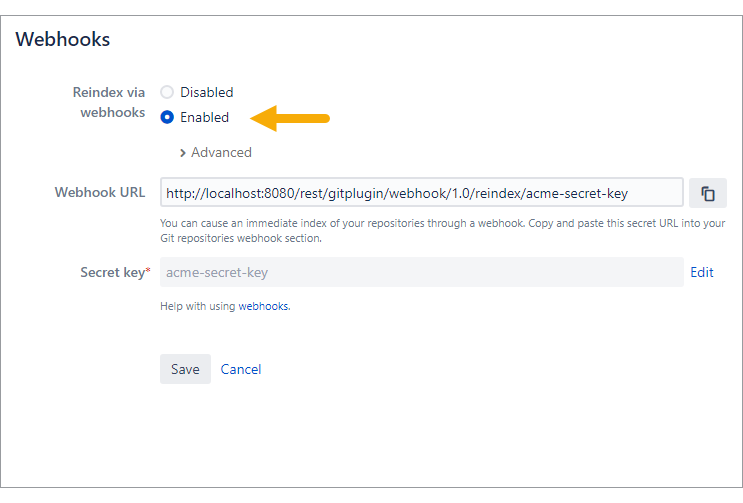 Webhooks
Reindex via webhooks
Disabled
Enabled
Advanced
Webhook URL
http://localhost:8080/rest/gitplugin/webhook/1.0/reindex/acme-secret-key
You can cause an immediate index of your repositories through a webhook. Copy and paste this secret URL into your
Git repositories webhook section.
Secret key*
acme-secret-key
Edit
Help with using webhooks.
Save
Cancel